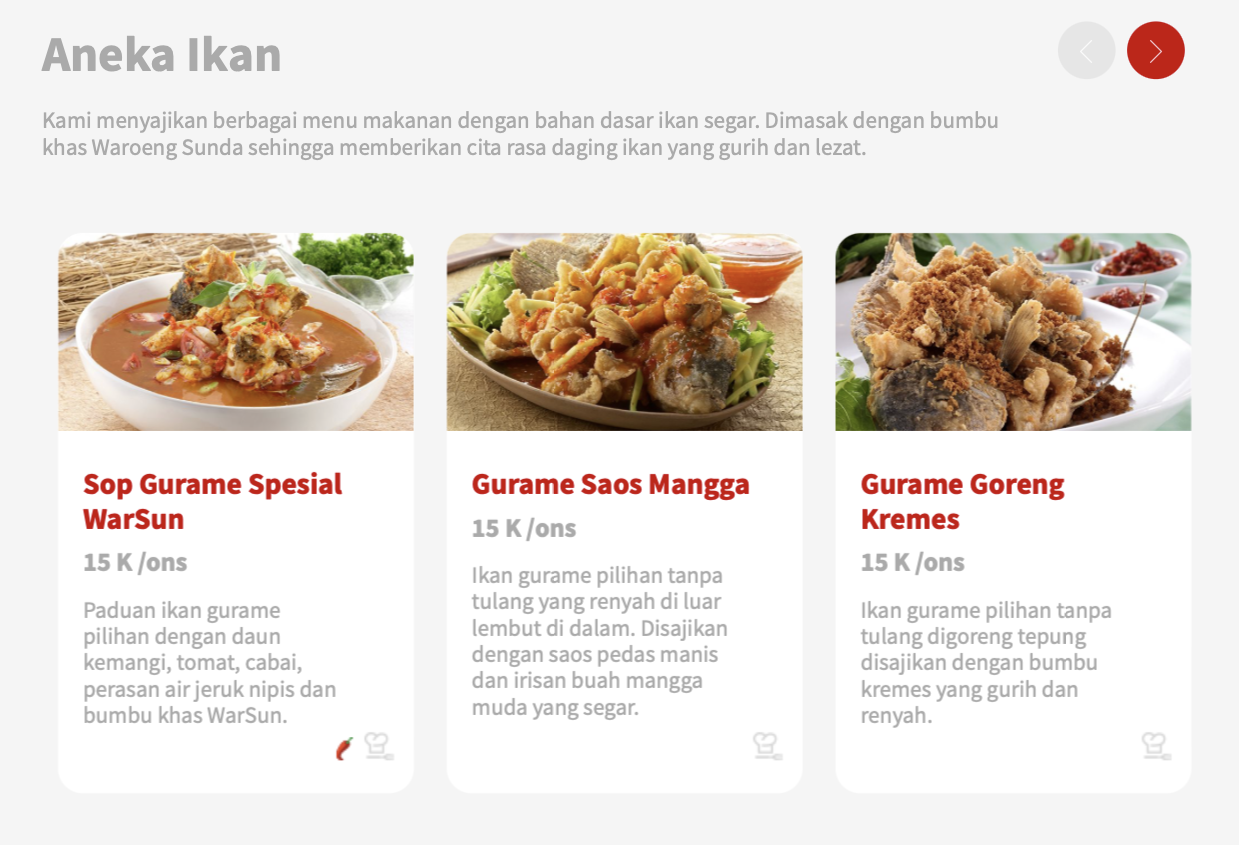 Aneka Ikan
Kami menyajikan berbagai menu makanan dengan bahan dasar ikan segar. Dimasak dengan bumbu
khas Waroeng Sunda sehingga memberikan cita rasa daging ikan yang gurih dan lezat.
Sop Gurame Spesial
WarSun
15 K /ons
Paduan ikan gurame
pilihan dengan daun
kemangi, tomat, cabai,
perasan air jeruk nipis dan
bumbu khas WarSun.
Gurame Saos Mangga
15 K /ons
Ikan gurame pilihan tanpa
tulang yang renyah di luar
lembut di dalam. Disajikan
dengan saos pedas manis
dan irisan buah mangga
muda yang segar.
Gurame Goreng
Kremes
15 K /ons
Ikan gurame pilihan tanpa
tulang digoreng tepung
disajikan dengan bumbu
kremes yang gurih dan
renyah.